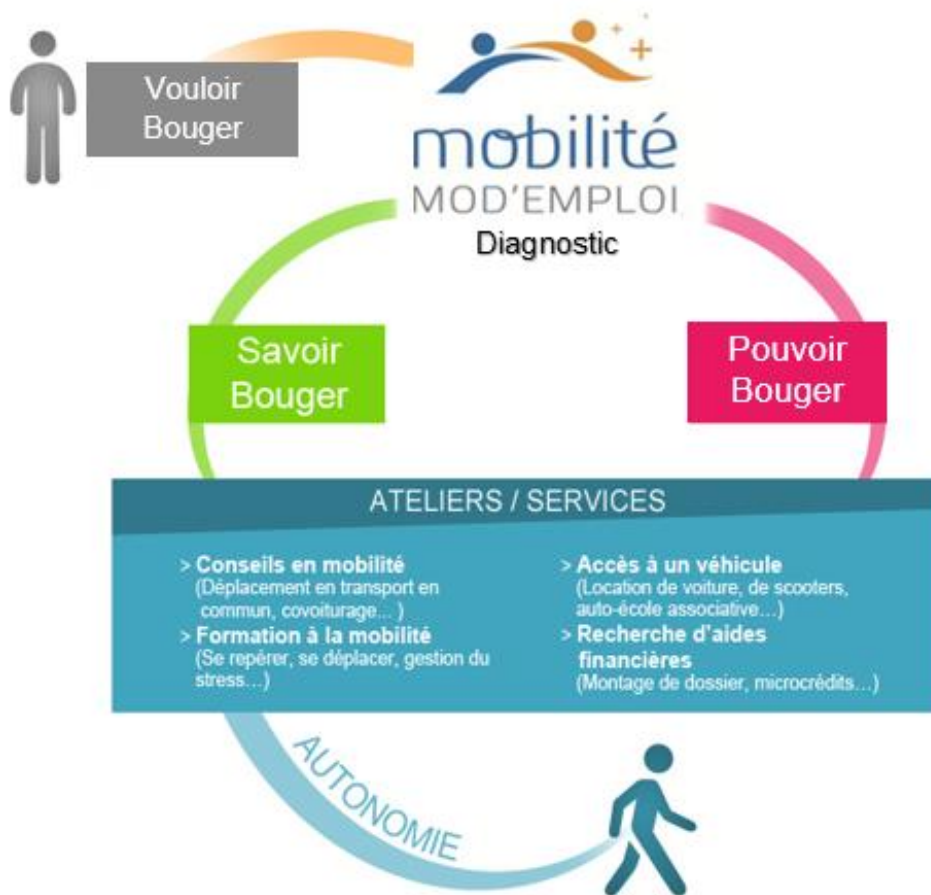 Vouloir
Bouger
mobilité
MOD'EMPLOI
Diagnostic
Savoir
Bouger
Pouvoir
Bouger
ATELIERS / SERVICES
> Conseils en mobilité
(Déplacement en transport en
commun, covoiturage... )
> Formation à la mobilité
(Se repérer, se déplacer, gestion du
stress...)
> Accès à un véhicule
(Location de voiture, de scooters,
auto-école associative...)
> Recherche d'aides
financières
(Montage de dossier, microcrédits...)
AUTONOMIE